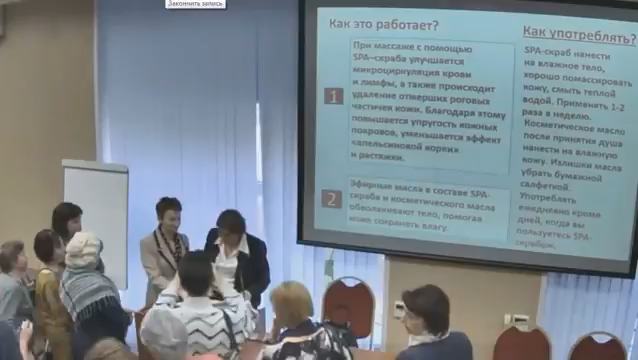 Закончить запись
Как это работает?
1
При массаже с помощью
SPA–скраба улучшается
микроциркуляция крови
и лимфы, а также происходит
удаление отмерших роговых
частичек кожи. Благодаря этому
повышается упругость кожных
покровов, уменьшается эффект
«апельсиновой корки»
и растяжки.
2
Эфирные масла в составе SPA-
скраба и косметического масла
обволакивают тело, помогая
коже сохранять влагу.
Как употреблять?
SPA-скраб нанести
на влажное тело,
хорошо помассировать
кожу, смыть теплой
водой. Применять 1-2
раза в неделю.
Косметическое масло
после принятия душа
нанести на влажную
кожу. Излишки масла
убрать бумажной
салфеткой.
Употреблять
ежедневно кроме
дней, когда вы
пользуетесь SPA-
скрабом.